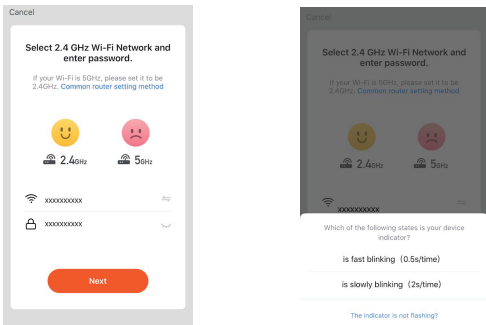 Cancel
Select 2.4 GHz Wi-Fi Network and
enter password.
If your Wi-Fi is 5GHz, please set it to be
2.4GHz. Common router setting method
2.4GHz
5GHz
xxxxxxxxxx
xxxxxxxxxx
Next
Cancel
Select 2.4 GHz Wi-Fi Network and
enter password.
If your Wi-Fi is 5GHz, please set it to be
2.4GHz. Common router setting method
2.4GHz
5GHz
xxxxxxxxxx
Which of the following states is your device
indicator?
is fast blinking (0.5s/time)
is slowly blinking (2s/time)
The indicator is not flashing?